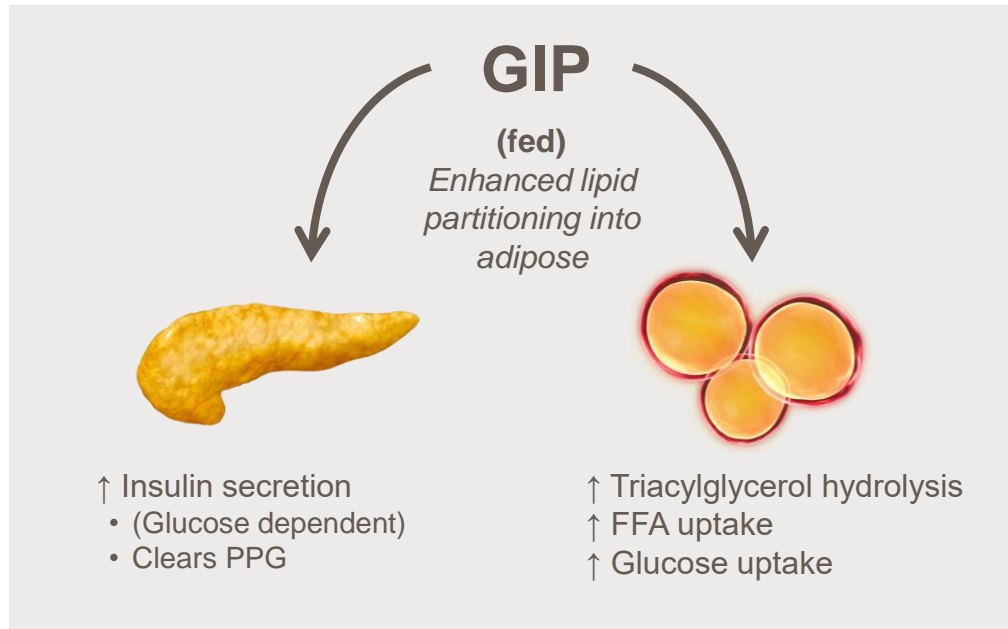 GIP
(fed)
Enhanced lipid
partitioning into
adipose
↑ Insulin secretion
• (Glucose dependent)
• Clears PPG
↑ Triacylglycerol hydrolysis
↑ FFA uptake
↑ Glucose uptake